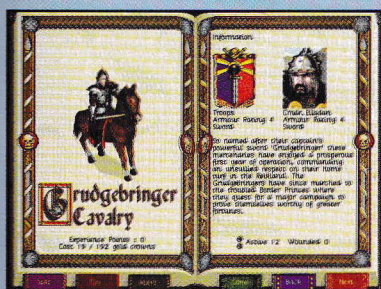 Grudgebringer
Cavalry
Experience Points : 0
Cost 19 / 192 gold crowns
Information
Troops
Armour Rating 4
Sword
Cmdr.
Armour Rating 4
Sword
So named after their captain's
powerful sword 'Grudgebringer' these
mercenaries have enjoyed a prosperous
first year of operation, commanding
an unsullied respect on their home
turf in the Reikland. The
Grudgebringers have since marched to
the troubled Border Princes where
they quest for a major campaign to
prove themselves worthy of greater
fortunes.
Active 12 Wounded 0
Back
Next